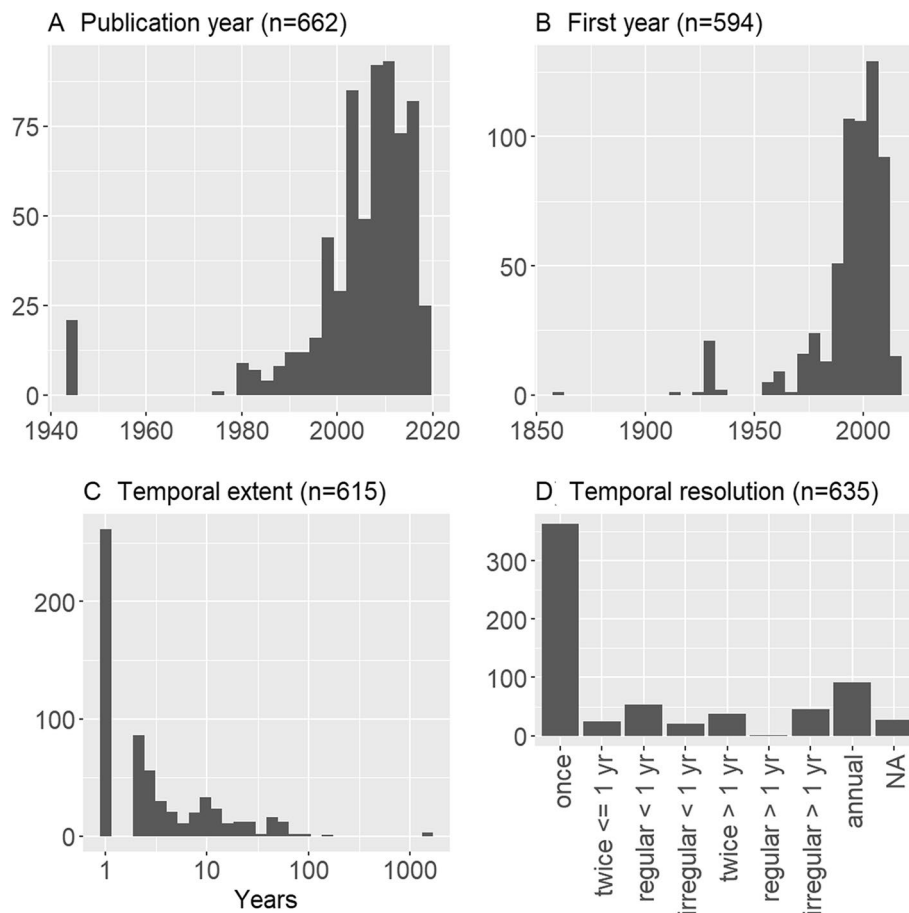 A Publication year (n=662)
75
50
25
0
1940 1960 1980 2000 2020
B First year (n=594)
100
50
0
1850 1900 1950 2000
C Temporal extent (n=615)
200
100
0
1 10 100 1000
Years
D Temporal resolution (n=635)
300
200
100
0
once
twice <= 1 yr
regular < 1 yr
irregular < 1 yr
twice > 1 yr
regular > 1 yr
irregular > 1 yr
annual
NA